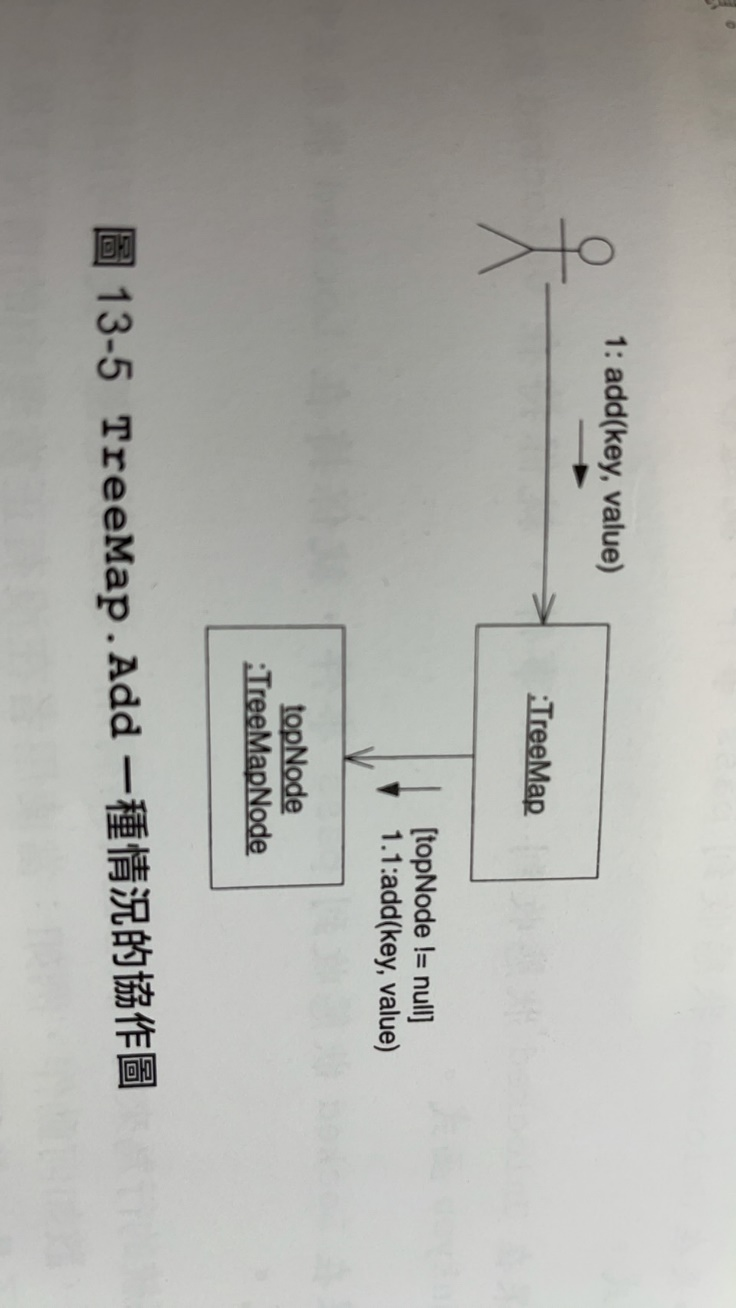 1: add(key, value)
:TreeMap
[topNode != null]
1.1:add(key, value)
topNode
:TreeMapNode
圖 13-5 TreeMap.Add 一種情況的協作圖